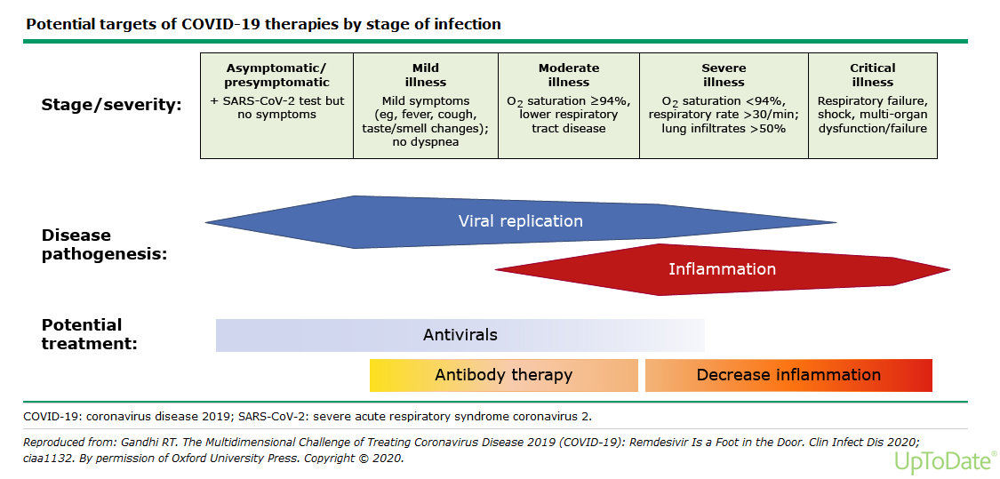 Potential targets of COVID-19 therapies by stage of infection
Stage/severity:
Asymptomatic/
presymptomatic
+ SARS-CoV-2 test but
no symptoms
Mild
illness
Mild symptoms
(eg, fever, cough,
taste/smell changes);
no dyspnea
Moderate
illness
O2 saturation ≥94%,
lower respiratory
tract disease
Severe
illness
O2 saturation <94%,
respiratory rate >30/min;
lung infiltrates >50%
Critical
illness
Respiratory failure,
shock, multi-organ
dysfunction/failure
Disease
pathogenesis:
Viral replication
Inflammation
Potential
treatment:
Antivirals
Antibody therapy
Decrease inflammation
COVID-19: coronavirus disease 2019; SARS-CoV-2: severe acute respiratory syndrome coronavirus 2.
Reproduced from: Gandhi RT. The Multidimensional Challenge of Treating Coronavirus Disease 2019 (COVID-19): Remdesivir Is a Foot in the Door. Clin Infect Dis 2020;
ciaa1132. By permission of Oxford University Press. Copyright © 2020.
UpToDate®